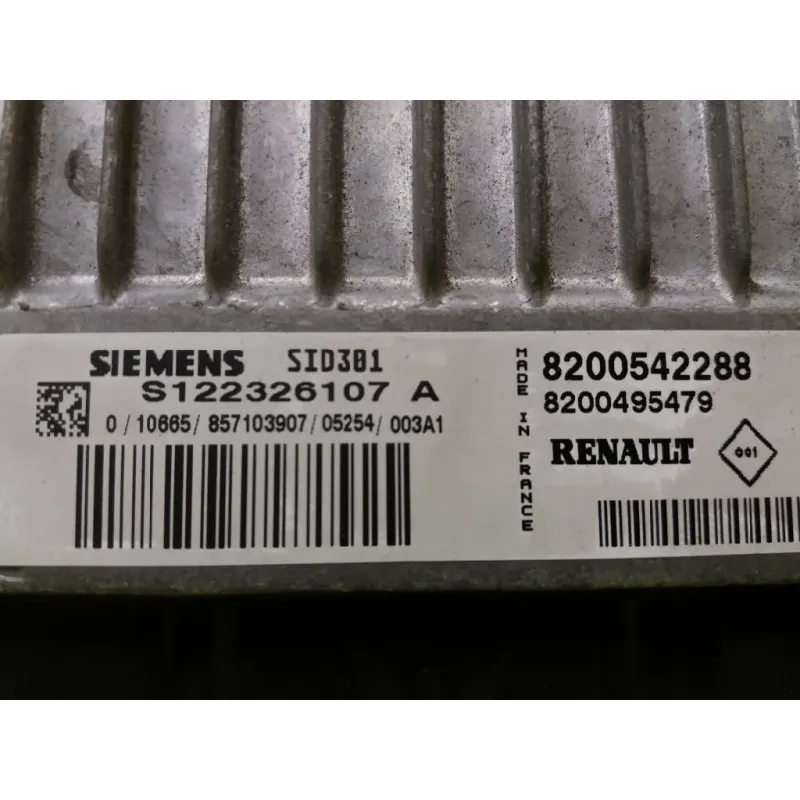 SIEMENS SID301
S122326107 A
0/10665/857103907/05254/003A1
MADE IN FRANCE
8200542288
8200495479
RENAULT 001